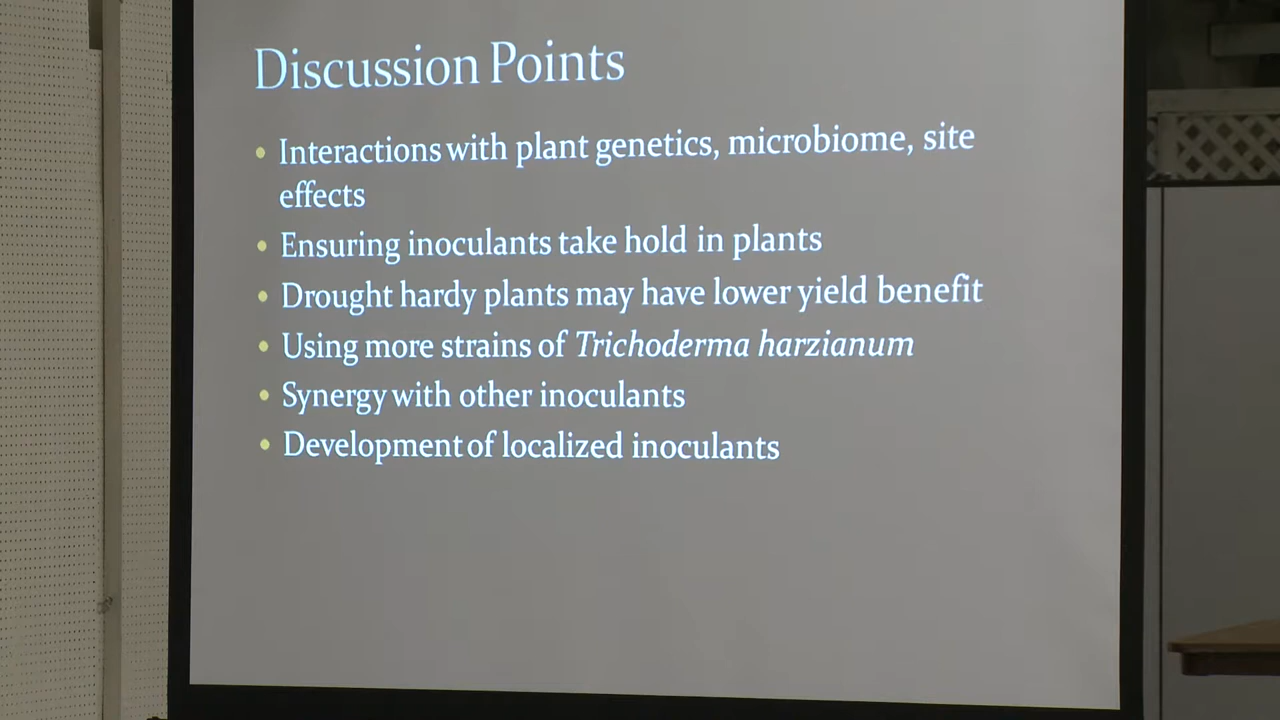 Discussion Points
• Interactions with plant genetics, microbiome, site
effects
• Ensuring inoculants take hold in plants
• Drought hardy plants may have lower yield benefit
• Using more strains of Trichoderma harzianum
• Synergy with other inoculants
• Development of localized inoculants